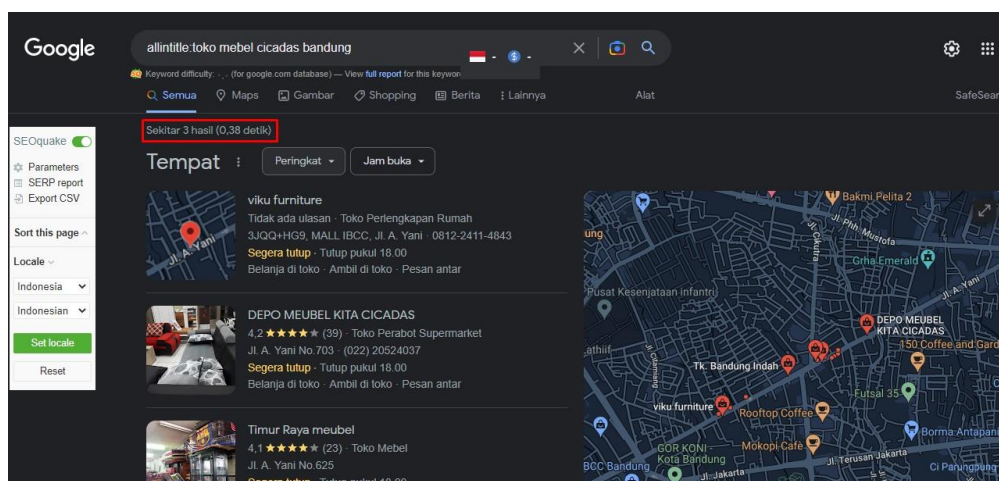 Google
allintitle:toko mebel cicadas bandung
Keyword difficulty: - , (for google.com database) — View full report for this keyword
Semua Maps Gambar Shopping Berita Lainnya Alat SafeSear
Sekitar 3 hasil (0,38 detik)
SEOquake
Parameters
SERP report
Export CSV
Sort this page
Locale
Indonesia
Indonesian
Set locale
Reset
Tempat
Peringkat
Jam buka
viku furniture
Tidak ada ulasan · Toko Perlengkapan Rumah
3JQQ+HG9, MALL IBCC, Jl. A. Yani · 0812-2411-4843
Segera tutup · Tutup pukul 18.00
Belanja di toko · Ambil di toko · Pesan antar
DEPO MEUBEL KITA CICADAS
4,2 ★★★★★ (39) · Toko Perabot Supermarket
Jl. A. Yani No.703 · (022) 20524037
Segera tutup · Tutup pukul 18.00
Belanja di toko · Ambil di toko · Pesan antar
Timur Raya meubel
4,1 ★★★★★ (23) · Toko Mebel
Jl. A. Yani No.625
Jl. A. Yani
Bakmi Pelita 2
Jl. Phh. Mustofa
ung
Jl. Cikutra
Grha Emerald
Jl. A. Yani
Pusat Kesenjataan infantri
DEPO MEUBEL
KITA CICADAS
150 Coffee and Gard
athiif
Tk. Bandung Indah
Futsal 35
viku furniture
Rooftop Coffee
Borma Antapani
GOR KONI -
Kota Bandung
Mokopi Cafe
BCC Bandung
Jl. Terusan Jakarta
Jl. Jakarta
Ci Parungpung